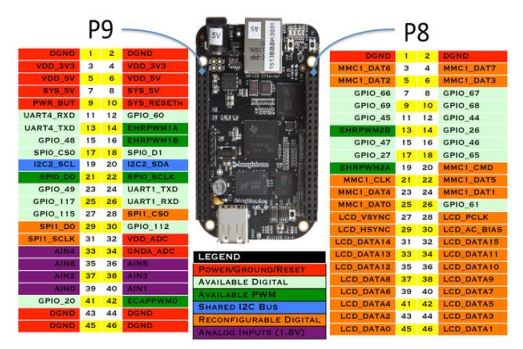 P9
P8
5V
DGND 1 2 DGND
VDD_3V3 3 4 VDD_3V3
VDD_5V 5 6 VDD_5V
SYS_5V 7 8 SYS_5V
PWR_BUT 9 10 SYS_RESETN
UART4_RXD 11 12 GPIO_60
UART4_TXD 13 14 EHRPWM1A
GPIO_48 15 16 EHRPWM1B
SPIO_CS0 17 18 SPIO_D1
I2C2_SCL 19 20 I2C2_SDA
SPIO_D0 21 22 SPIO_SCLK
GPIO_49 23 24 UART1_TXD
GPIO_117 25 26 UART1_RXD
GPIO_115 27 28 SPI1_CS0
SPI1_D0 29 30 GPIO_112
SPI1_SCLK 31 32 VDD_ADC
AIN4 33 34 GNDA_ADC
AIN6 35 36 AIN5
AIN2 37 38 AIN3
AIN0 39 40 AIN1
GPIO_20 41 42 ECAPPWM0
DGND 43 44 DGND
DGND 45 46 DGND
LEGEND
POWER/GROUND/RESET
AVAILABLE DIGITAL
AVAILABLE PWM
SHARED I2C BUS
RECONFIGURABLE DIGITAL
ANALOG INPUTS (1.8V)
DGND 1 2 DGND
MMC1_DAT6 3 4 MMC1_DAT7
MMC1_DAT2 5 6 MMC1_DAT3
GPIO_66 7 8 GPIO_67
GPIO_69 9 10 GPIO_68
GPIO_45 11 12 GPIO_44
EHRPWM2B 13 14 GPIO_26
GPIO_47 15 16 GPIO_46
GPIO_27 17 18 GPIO_65
EHRPWM2A 19 20 MMC1_CMD
MMC1_CLK 21 22 MMC1_DAT5
MMC1_DAT4 23 24 MMC1_DAT1
MMC1_DAT0 25 26 GPIO_61
LCD_VSYNC 27 28 LCD_PCLK
LCD_HSYNC 29 30 LCD_AC_BIAS
LCD_DATA14 31 32 LCD_DATA15
LCD_DATA13 33 34 LCD_DATA11
LCD_DATA12 35 36 LCD_DATA10
LCD_DATA8 37 38 LCD_DATA9
LCD_DATA6 39 40 LCD_DATA7
LCD_DATA4 41 42 LCD_DATA5
LCD_DATA2 43 44 LCD_DATA3
LCD_DATA0 45 46 LCD_DATA1